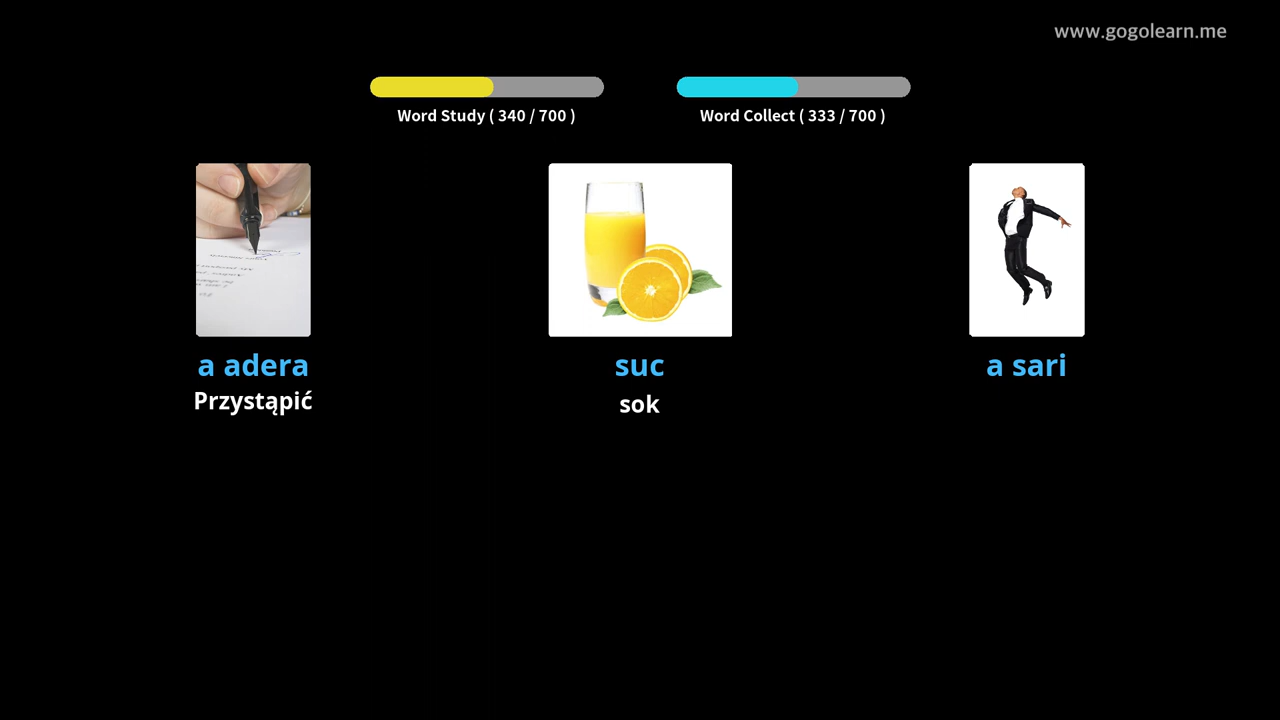 www.gogolearn.me
Word Study ( 340 / 700 )
Word Collect ( 333 / 700 )
a adera
suc
a sari
Przystąpić
sok